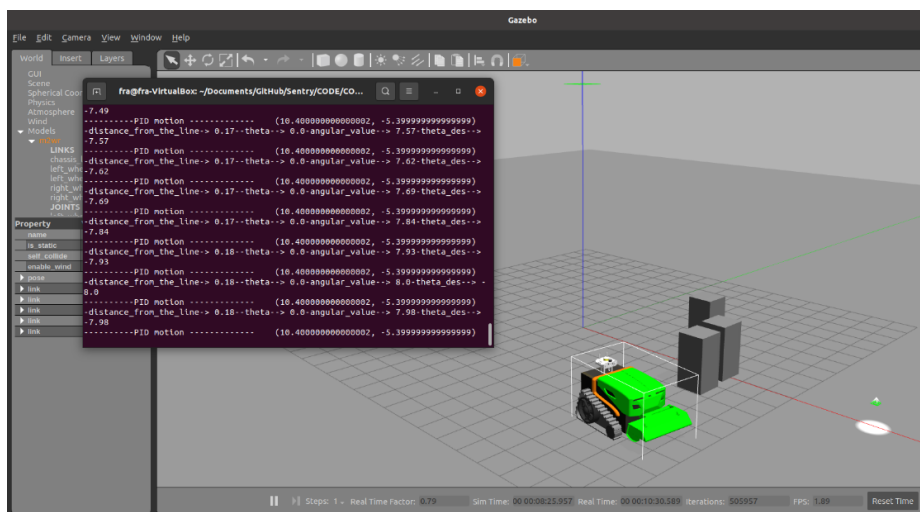 Gazebo
File Edit Camera View Window Help
World Insert Layers
GUI
Scene
Spherical Coor
Physics
Atmosphere
Wind
Models
LINKS
chassis_l
left_whe
left_whe
right_wh
right_wh
JOINTS
Property
name
is_static
self_collide
enable_wind
pose
link
link
link
link
fra@fra-VirtualBox: ~/Documents/GitHub/Sentry/CODE/CO...
-7.49
----------PID motion ------------- (10.400000000000002, -5.399999999999999)
-distance_from_the_line-> 0.17--theta--> 0.0-angular_value--> 7.57-theta_des-->
-7.57
----------PID motion ------------- (10.400000000000002, -5.399999999999999)
-distance_from_the_line-> 0.17--theta--> 0.0-angular_value--> 7.62-theta_des-->
-7.62
----------PID motion ------------- (10.400000000000002, -5.399999999999999)
-distance_from_the_line-> 0.17--theta--> 0.0-angular_value--> 7.69-theta_des-->
-7.69
----------PID motion ------------- (10.400000000000002, -5.399999999999999)
-distance_from_the_line-> 0.17--theta--> 0.0-angular_value--> 7.84-theta_des-->
-7.84
----------PID motion ------------- (10.400000000000002, -5.399999999999999)
-distance_from_the_line-> 0.18--theta--> 0.0-angular_value--> 7.93-theta_des-->
-7.93
----------PID motion ------------- (10.400000000000002, -5.399999999999999)
-distance_from_the_line-> 0.18--theta--> 0.0-angular_value--> 8.0-theta_des--> -
8.0
----------PID motion ------------- (10.400000000000002, -5.399999999999999)
-distance_from_the_line-> 0.18--theta--> 0.0-angular_value--> 7.98-theta_des-->
-7.98
----------PID motion ------------- (10.400000000000002, -5.399999999999999)
Steps: 1 Real Time Factor: 0.79 Sim Time: 00 00:08:25.957 Real Time: 00 00:10:30.589 Iterations: 505957 FPS: 1.89 Reset Time